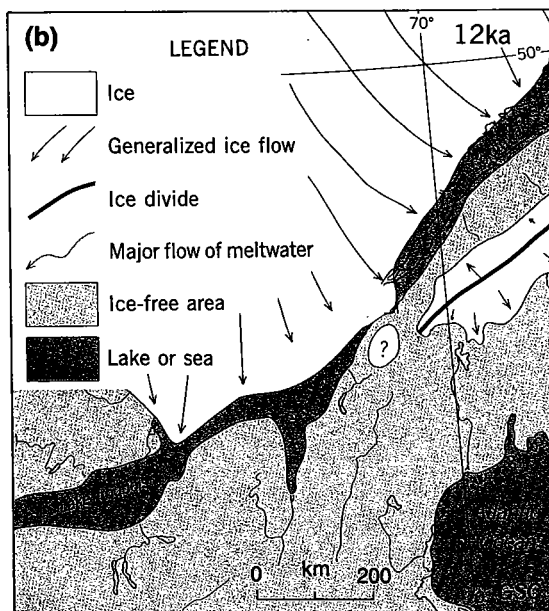 (b)
LEGEND
Ice
Generalized ice flow
Ice divide
Major flow of meltwater
Ice-free area
Lake or sea
70°
12ka
50°
?
0 km 200
GSC